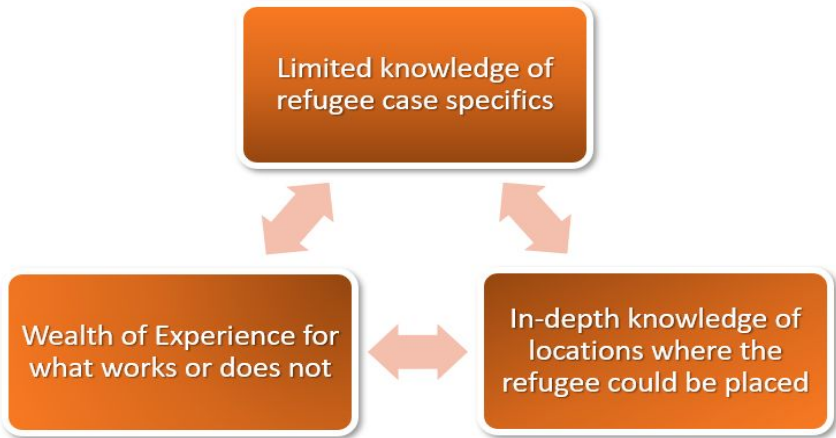 Limited knowledge of
refugee case specifics
Wealth of Experience for
what works or does not
In-depth knowledge of
locations where the
refugee could be placed